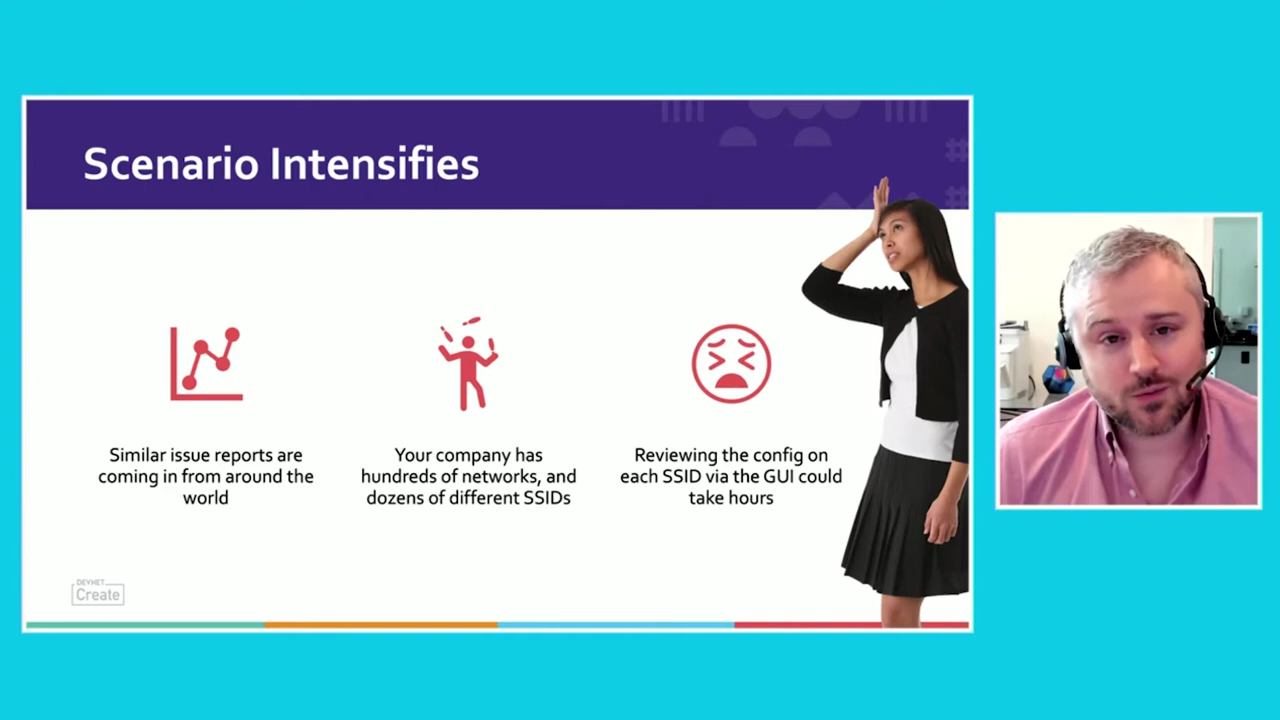 Scenario Intensifies
Similar issue reports are
coming in from around the
world
Your company has
hundreds of networks, and
dozens of different SSIDs
Reviewing the config on
each SSID via the GUI could
take hours
DEVNET
Create